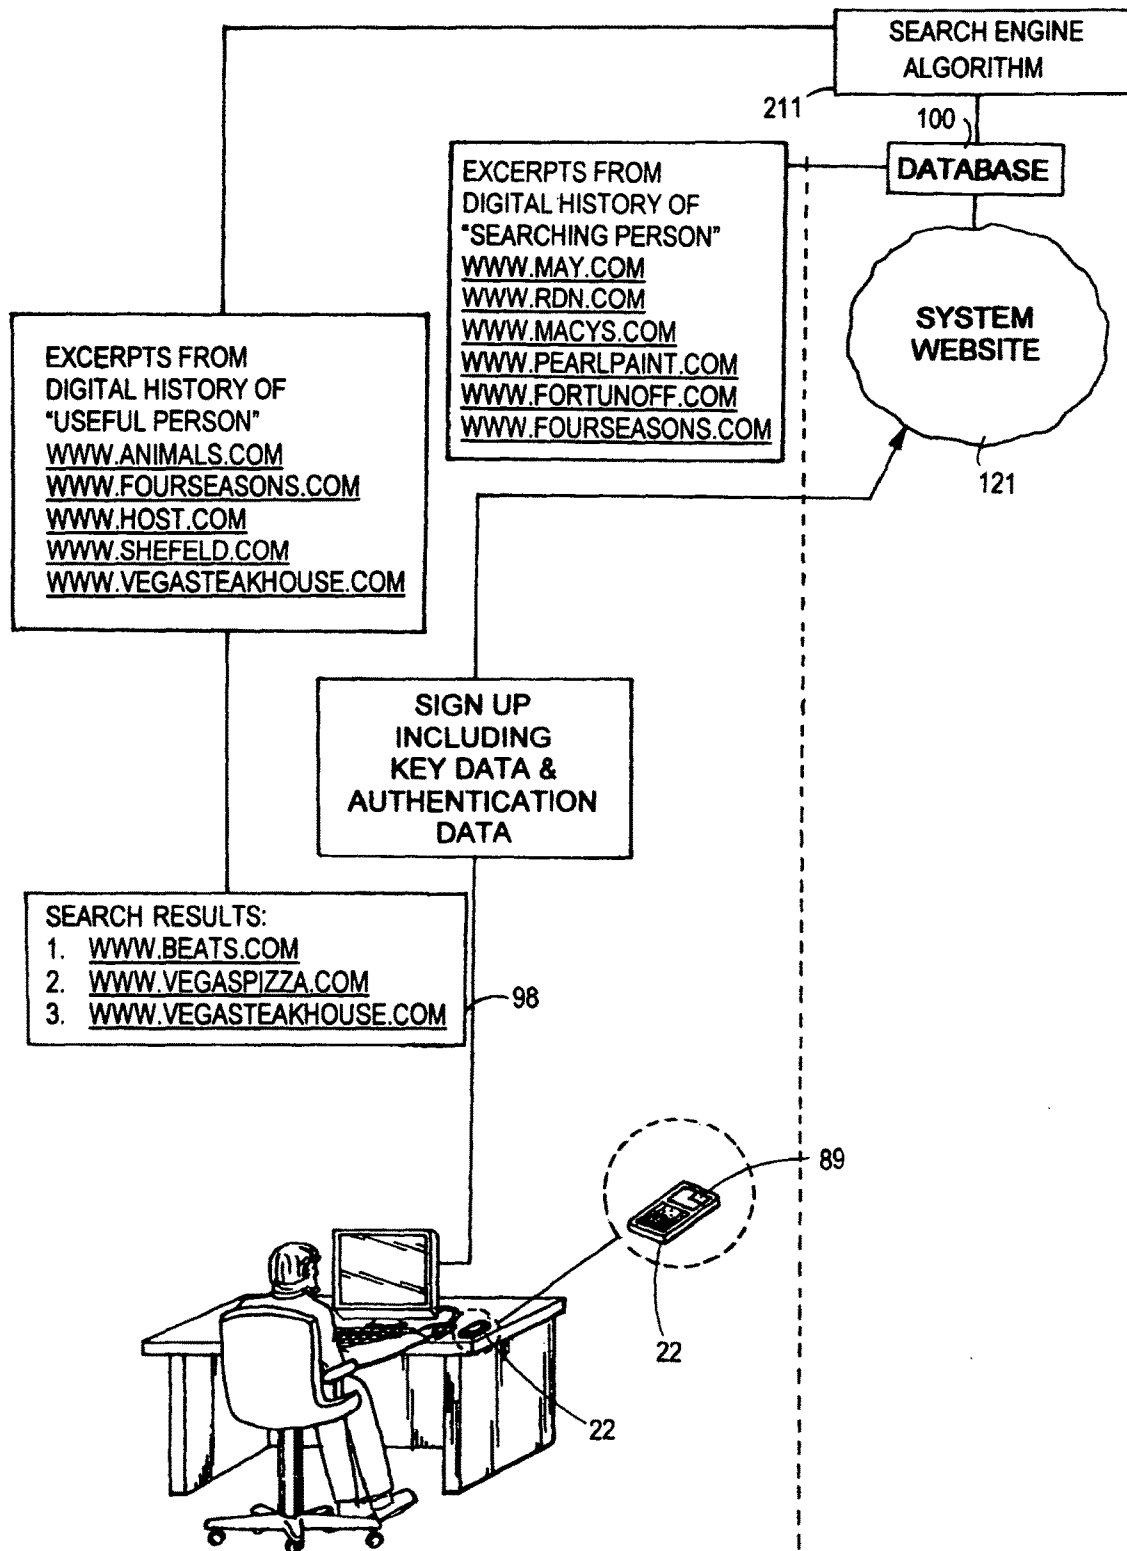 SEARCH ENGINE
ALGORITHM
211
100
DATABASE
EXCERPTS FROM
DIGITAL HISTORY OF
"SEARCHING PERSON"
WWW.MAY.COM
WWW.RDN.COM
WWW.MACYS.COM
WWW.PEARLPAINT.COM
WWW.FORTUNOFF.COM
WWW.FOURSEASONS.COM
SYSTEM
WEBSITE
121
EXCERPTS FROM
DIGITAL HISTORY OF
"USEFUL PERSON"
WWW.ANIMALS.COM
WWW.FOURSEASONS.COM
WWW.HOST.COM
WWW.SHEFELD.COM
WWW.VEGASTEAKHOUSE.COM
SIGN UP
INCLUDING
KEY DATA &
AUTHENTICATION
DATA
SEARCH RESULTS:
1. WWW.BEATS.COM
2. WWW.VEGASPIZZA.COM
3. WWW.VEGASTEAKHOUSE.COM
98
89
22
22